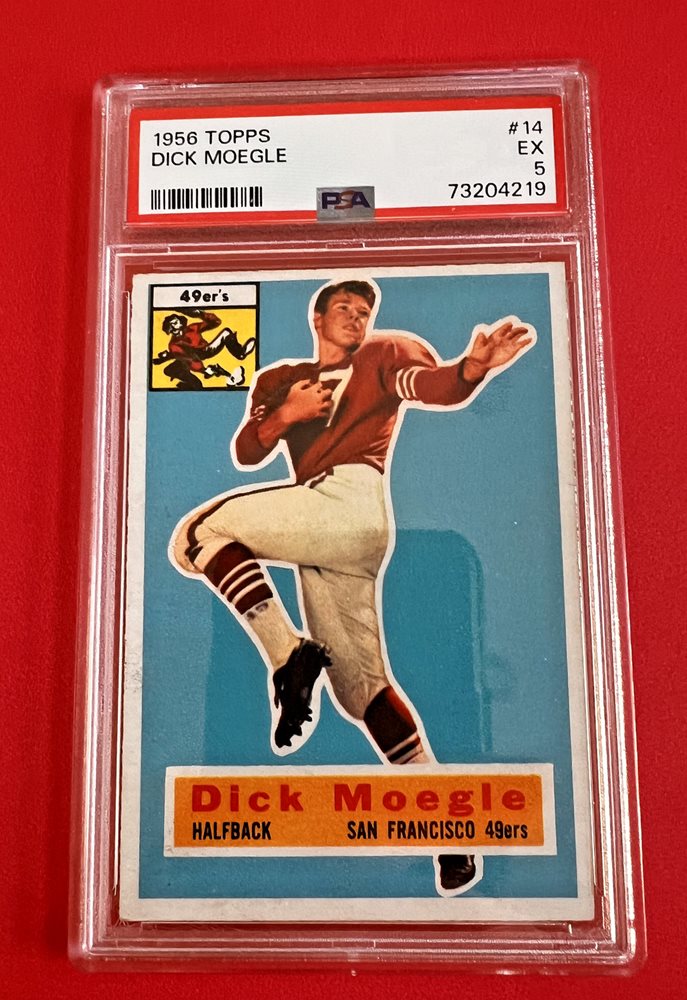 1956 TOPPS #14
DICK MOEGLE EX
5
PSA 73204219
49er's
7
Dick Moegle
HALFBACK SAN FRANCISCO 49ers